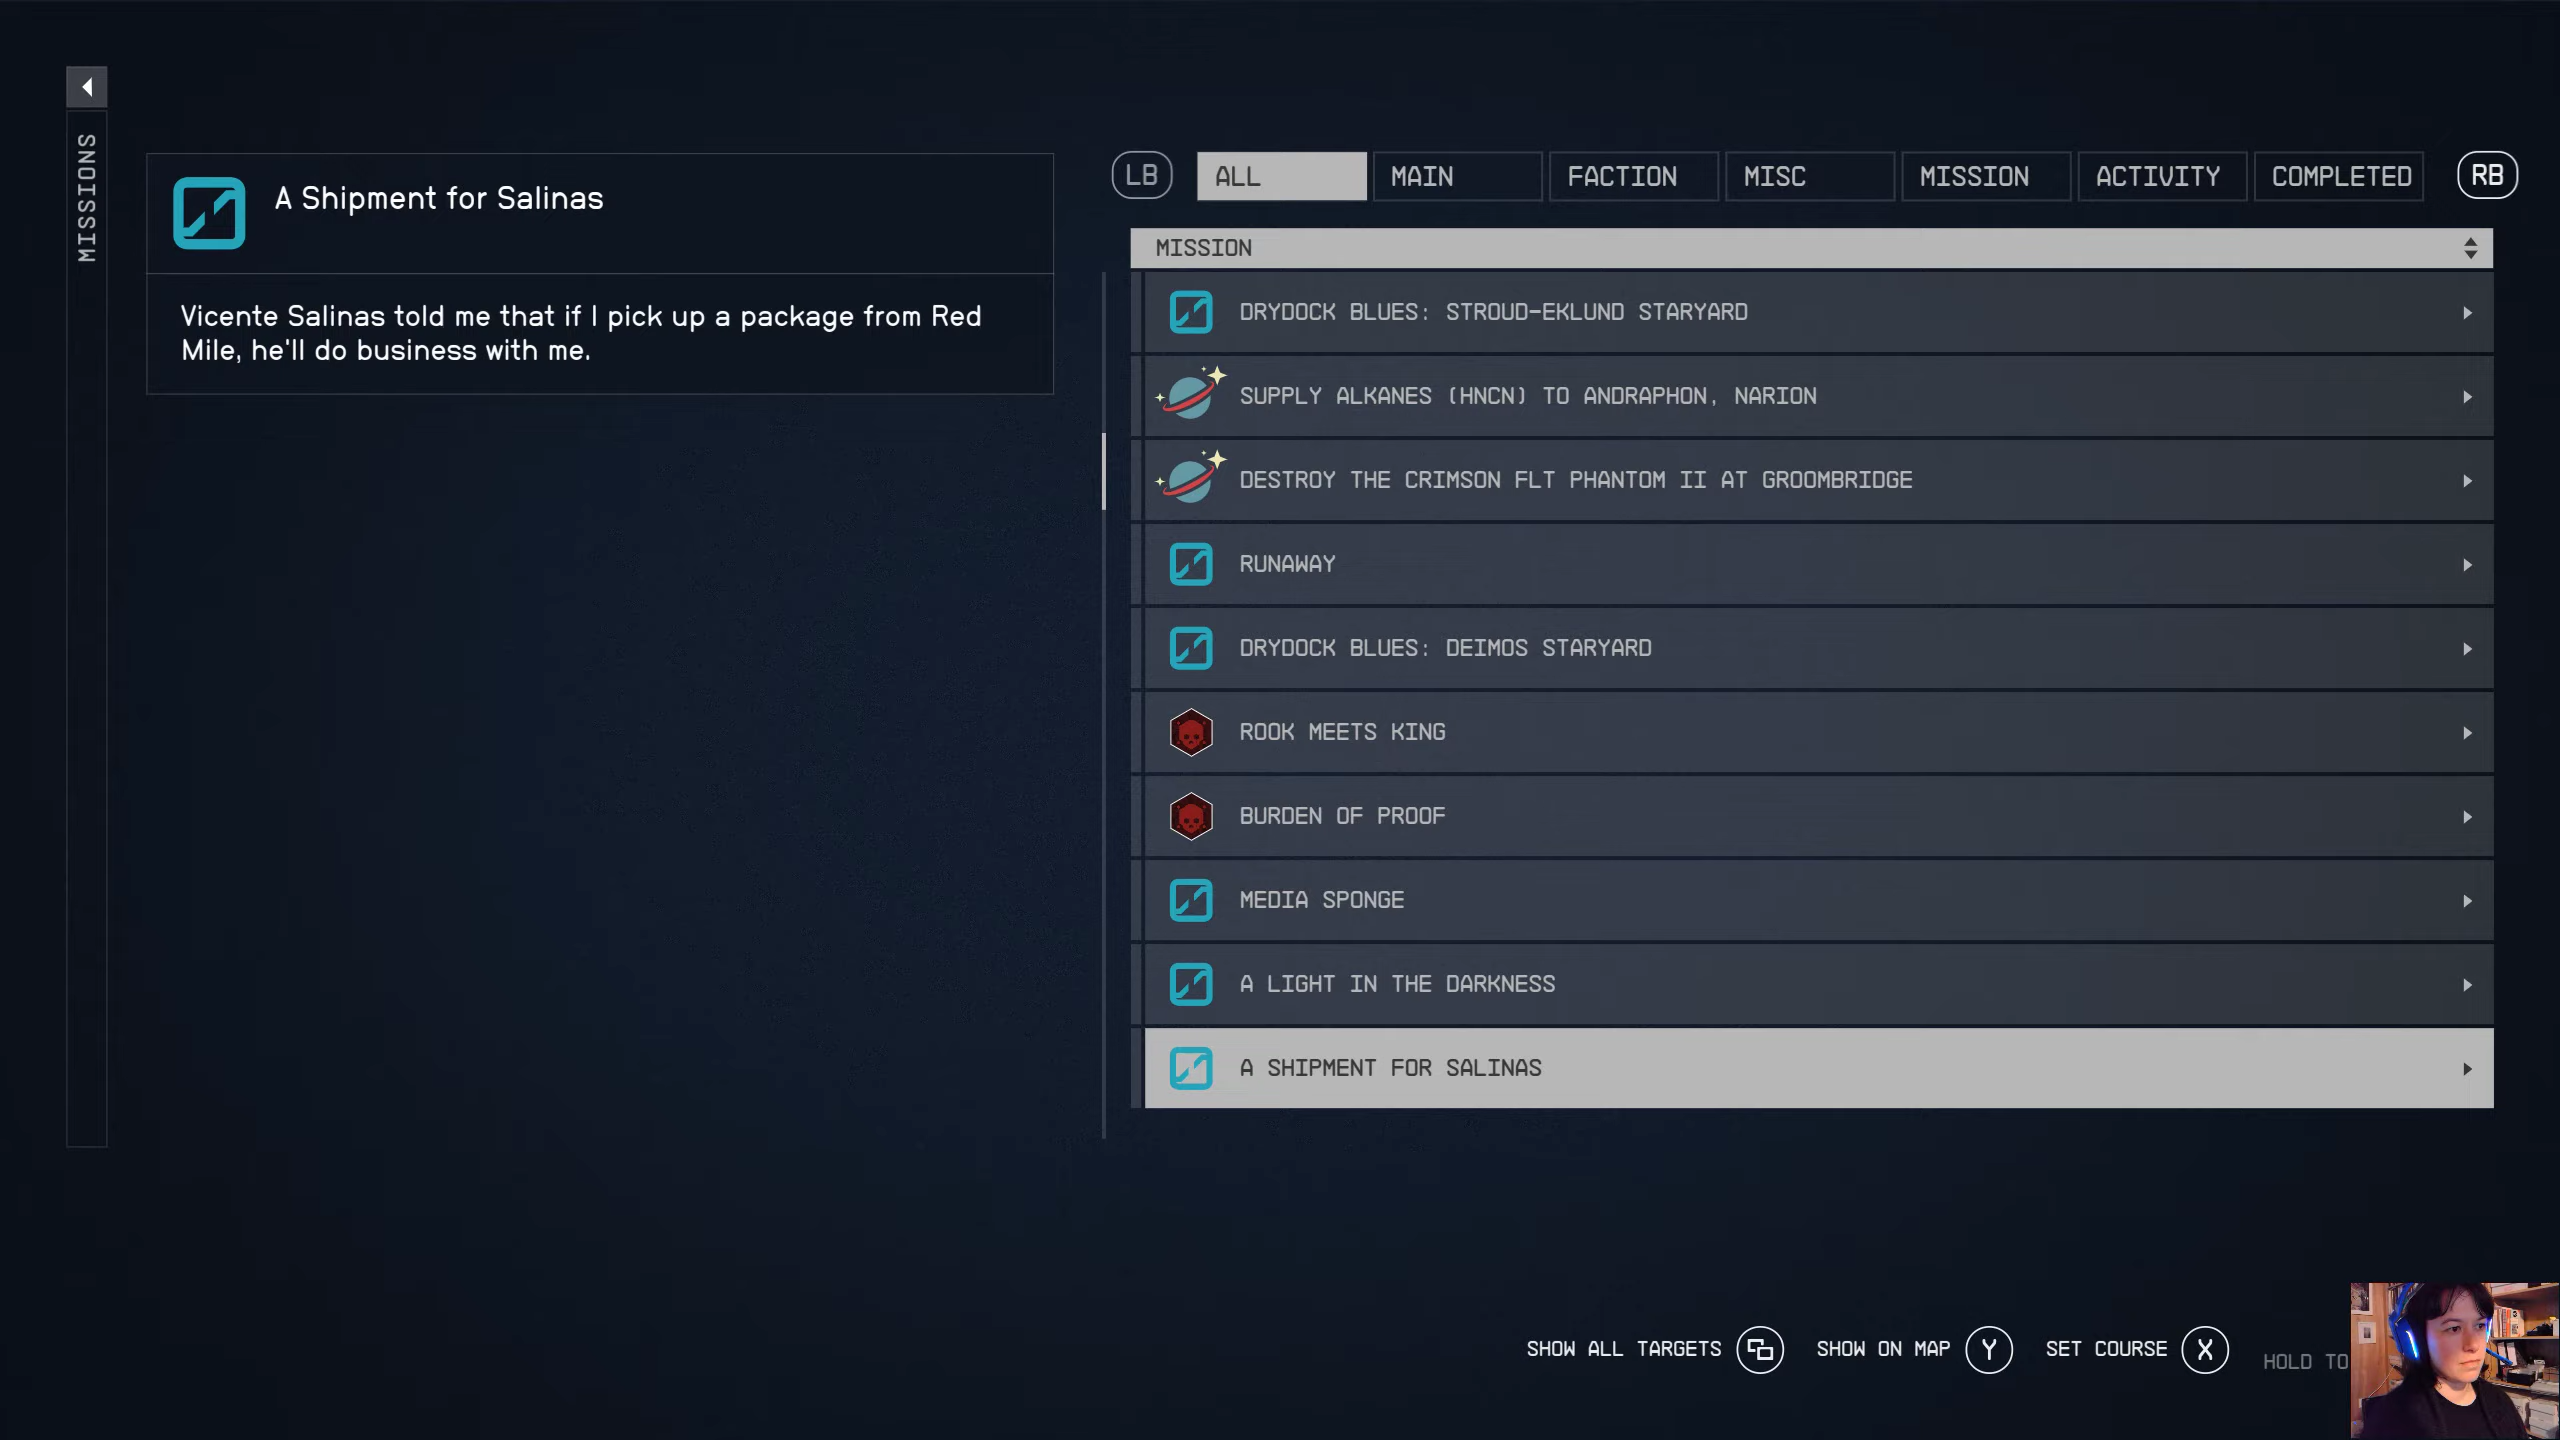 MISSIONS
A Shipment for Salinas
Vicente Salinas told me that if I pick up a package from Red
Mile, he'll do business with me.
LB
ALL
MAIN
FACTION
MISC
MISSION
ACTIVITY
COMPLETED
RB
MISSION
DRYDOCK BLUES: STROUD-EKLUND STARYARD
SUPPLY ALKANES (HNCN) TO ANDRAPHON, NARION
DESTROY THE CRIMSON FLT PHANTOM II AT GROOMBRIDGE
RUNAWAY
DRYDOCK BLUES: DEIMOS STARYARD
ROOK MEETS KING
BURDEN OF PROOF
MEDIA SPONGE
A LIGHT IN THE DARKNESS
A SHIPMENT FOR SALINAS
SHOW ALL TARGETS
SHOW ON MAP Y
SET COURSE X
HOLD TO